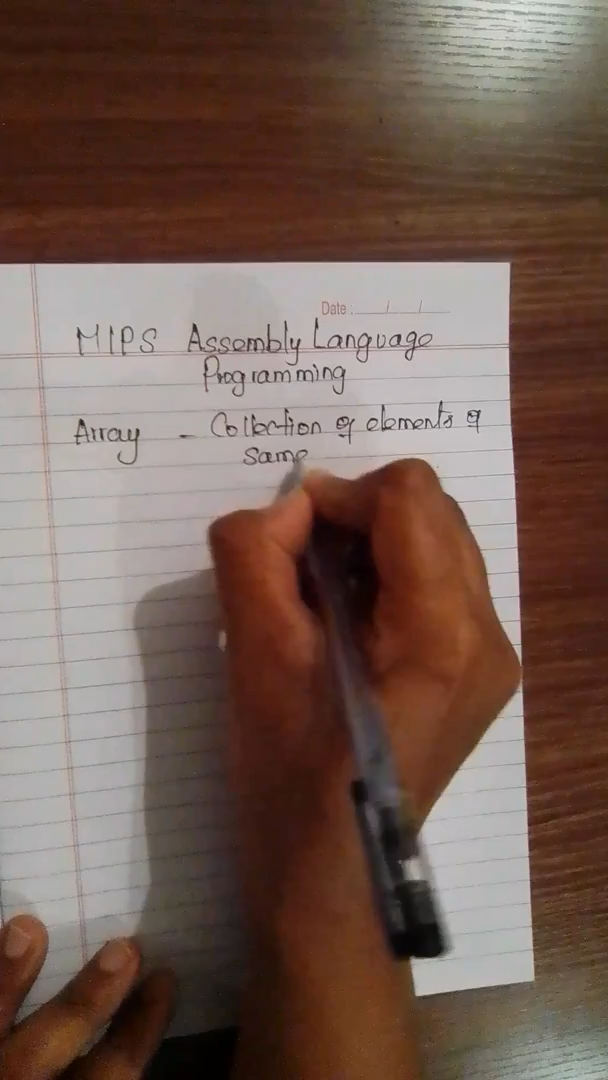 Date : / /
MIPS Assembly Language
Programming
Array - Collection of elements of
same